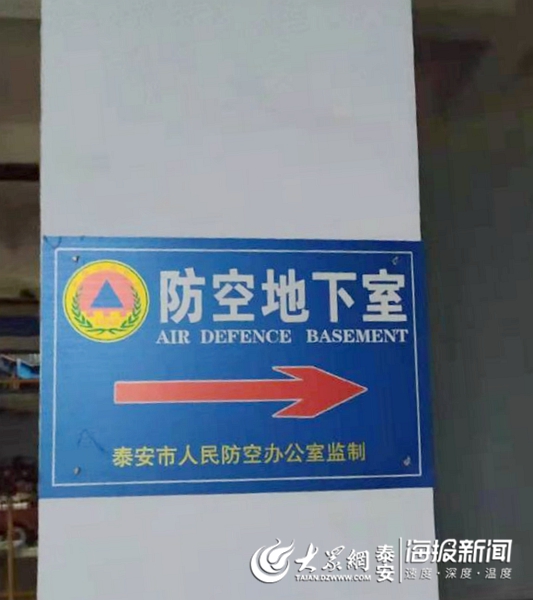 防空地下室
AIR DEFENCE BASEMENT
泰安市人民防空办公室监制
大众網 泰安 海报新闻
TAIAN.DZWWW.COM 速度·深度·温度